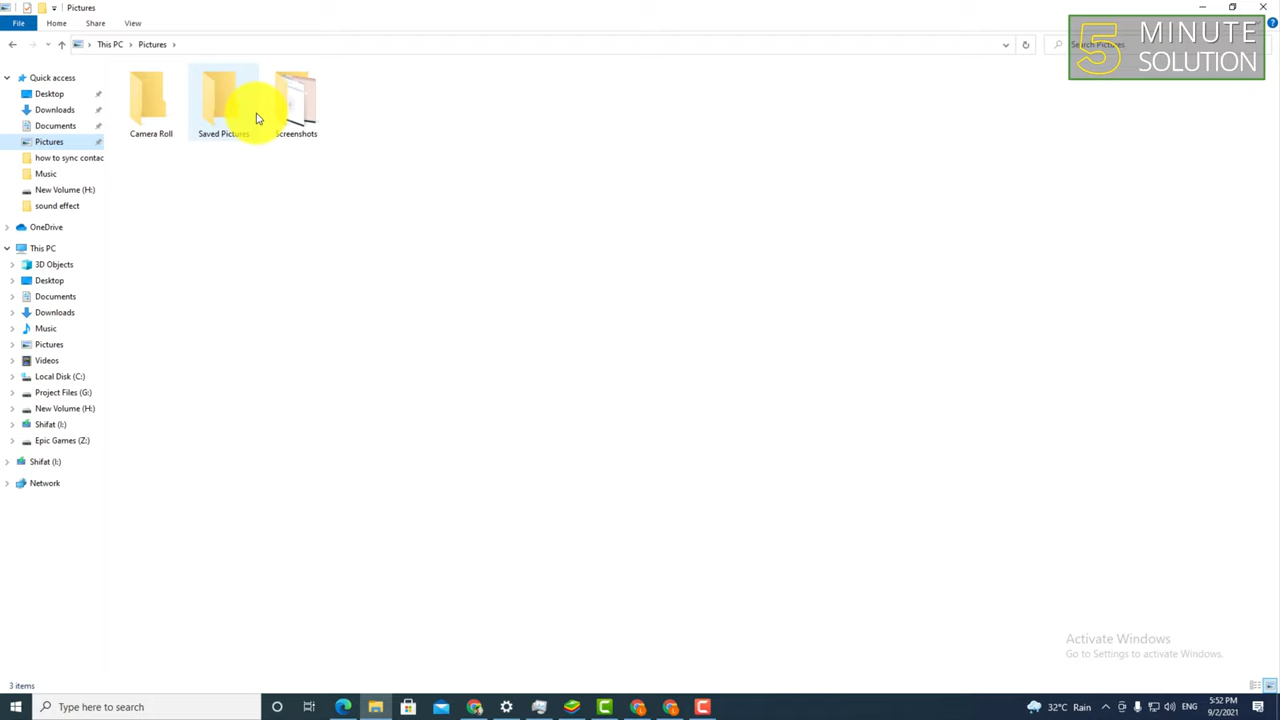 Pictures
File Home Share View
This PC Pictures
Search Pictures
5 MINUTE
SOLUTION
Quick access
Desktop
Downloads
Documents
Pictures
how to sync contac
Music
New Volume (H:)
sound effect
OneDrive
This PC
3D Objects
Desktop
Documents
Downloads
Music
Pictures
Videos
Local Disk (C:)
Project Files (G:)
New Volume (H:)
Shifat (I:)
Epic Games (Z:)
Shifat (I:)
Network
Camera Roll
Saved Pictures
Screenshots
Activate Windows
Go to Settings to activate Windows.
3 items
Type here to search
32°C Rain
ENG
5:52 PM
9/2/2021